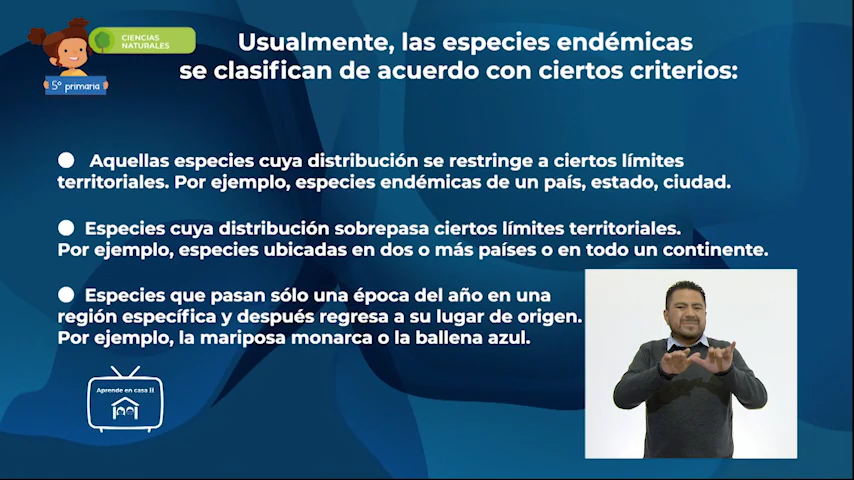 CIENCIAS
NATURALES
5° primaria
Usualmente, las especies endémicas
se clasifican de acuerdo con ciertos criterios:
● Aquellas especies cuya distribución se restringe a ciertos límites
territoriales. Por ejemplo, especies endémicas de un país, estado, ciudad.
● Especies cuya distribución sobrepasa ciertos límites territoriales.
Por ejemplo, especies ubicadas en dos o más países o en todo un continente.
● Especies que pasan sólo una época del año en una
región específica y después regresa a su lugar de origen.
Por ejemplo, la mariposa monarca o la ballena azul.
Aprende en casa II